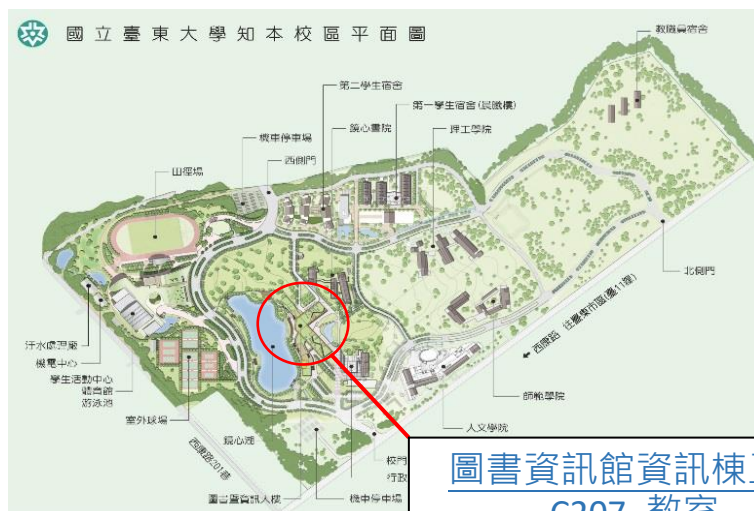 國立臺東大學知本校區平面圖
教職員宿舍
第二學生宿舍
第一學生宿舍
鏡心書院
理工學院
機車停車場
西側門
田徑場
北側門
西康路 往臺東市區(臺11線)
汙水處理廠
機電中心
學生活動中心
體育館
游泳池
師範學院
室外球場
人文學院
西康路201巷
鏡心湖
校門
行政
圖書暨資訊大樓
機車停車場
圖書資訊館資訊棟
C207 教室